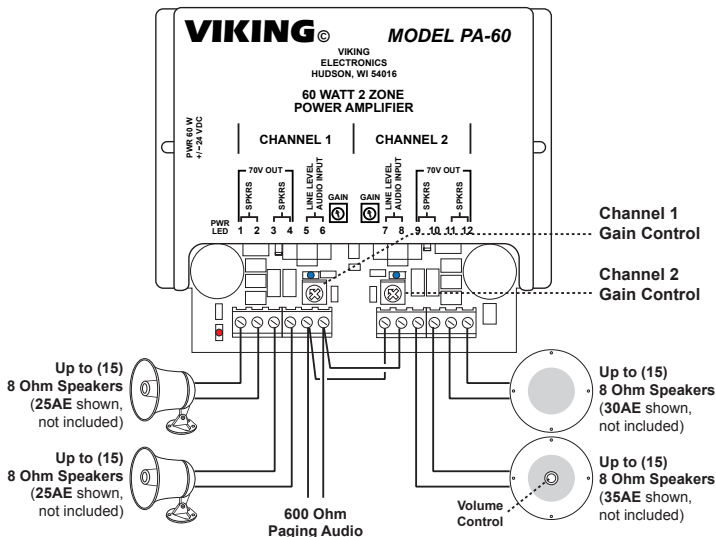 VIKING©
MODEL PA-60
VIKING
ELECTRONICS
HUDSON, WI 54016
60 WATT 2 ZONE
POWER AMPLIFIER
PWR 60 W
+/−24 VDC
CHANNEL 1
CHANNEL 2
70V OUT
SPKRS
SPKRS
LINE LEVEL
AUDIO INPUT
GAIN
GAIN
LINE LEVEL
AUDIO INPUT
70V OUT
SPKRS
SPKRS
PWR
LED
1 2 3 4 5 6
7 8 9 10 11 12
Channel 1
Gain Control
Channel 2
Gain Control
Up to (15)
8 Ohm Speakers
(25AE shown,
not included)
Up to (15)
8 Ohm Speakers
(30AE shown,
not included)
Up to (15)
8 Ohm Speakers
(25AE shown,
not included)
600 Ohm
Paging Audio
Volume
Control
Up to (15)
8 Ohm Speakers
(35AE shown,
not included)